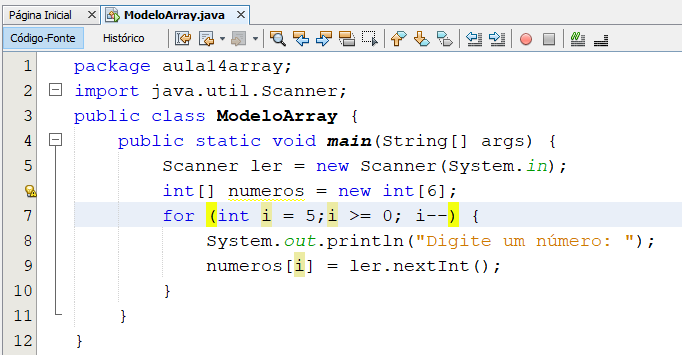 Página Inicial ModeloArray.java
Código-Fonte Histórico
1 package aula14array;
2 import java.util.Scanner;
3 public class ModeloArray {
4 public static void main(String[] args) {
5 Scanner ler = new Scanner(System.in);
int[] numeros = new int[6];
7 for (int i = 5;i >= 0; i--) {
8 System.out.println("Digite um número: ");
9 numeros[i] = ler.nextInt();
10 }
11 }
12 }